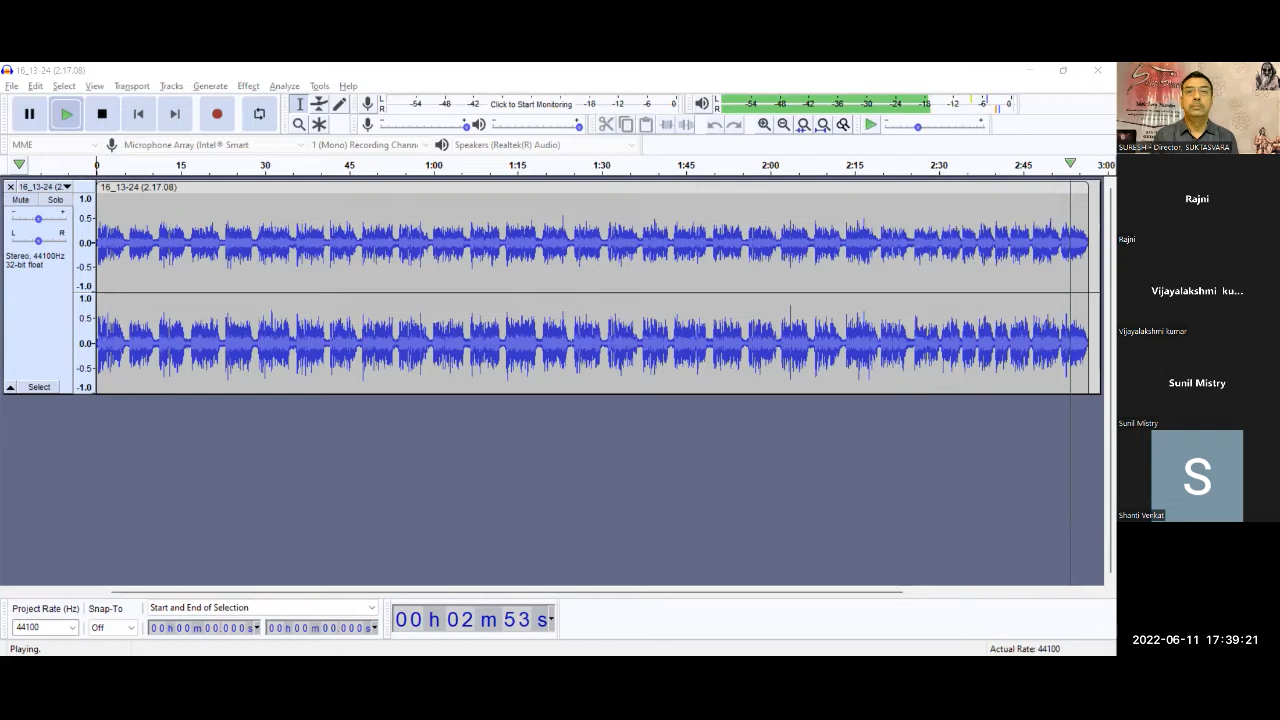 16_13-24 (2.17.08)
File Edit Select View Transport Tracks Generate Effect Analyze Tools Help
L R -54 -48 -42 Click to Start Monitoring -18 -12 -6 0
L R -54 -48 -42 -36 -30 -24 -18 -12 -6 0
MME Microphone Array (Intel® Smart 1 (Mono) Recording Chann Speakers (Realtek(R) Audio)
0 15 30 45 1:00 1:15 1:30 1:45 2:00 2:15 2:30 2:45 3:00
16_13-24 (2. 1.0 16_13-24 (2.17.08)
Mute Solo
- + 0.5
L R 0.0
Stereo, 44100Hz
32-bit float -0.5
-1.0
1.0
0.5
0.0
-0.5
Select -1.0
Project Rate (Hz) Snap-To Start and End of Selection
44100 Off 00 h 00 m 00.000 s 00 h 00 m 00.000 s
00 h 02 m 53 s
Playing. Actual Rate: 44100
SURESH - Director, SUKTASVARA
Rajni
Rajni
Vijayalakshmi ku...
Vijayalakshmi kumar
Sunil Mistry
Sunil Mistry
S
Shanti Venkat
2022-06-11 17:39:21